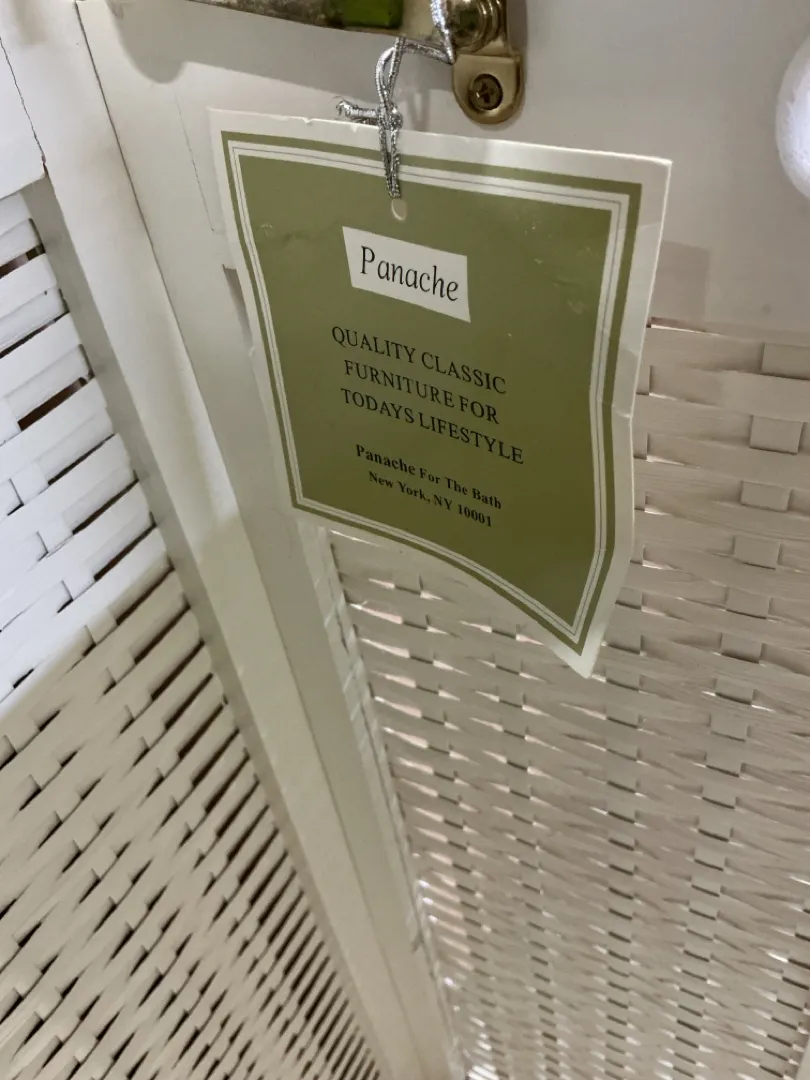 Panache
QUALITY CLASSIC
FURNITURE FOR
TODAYS LIFESTYLE
Panache For The Bath
New York, NY 10001